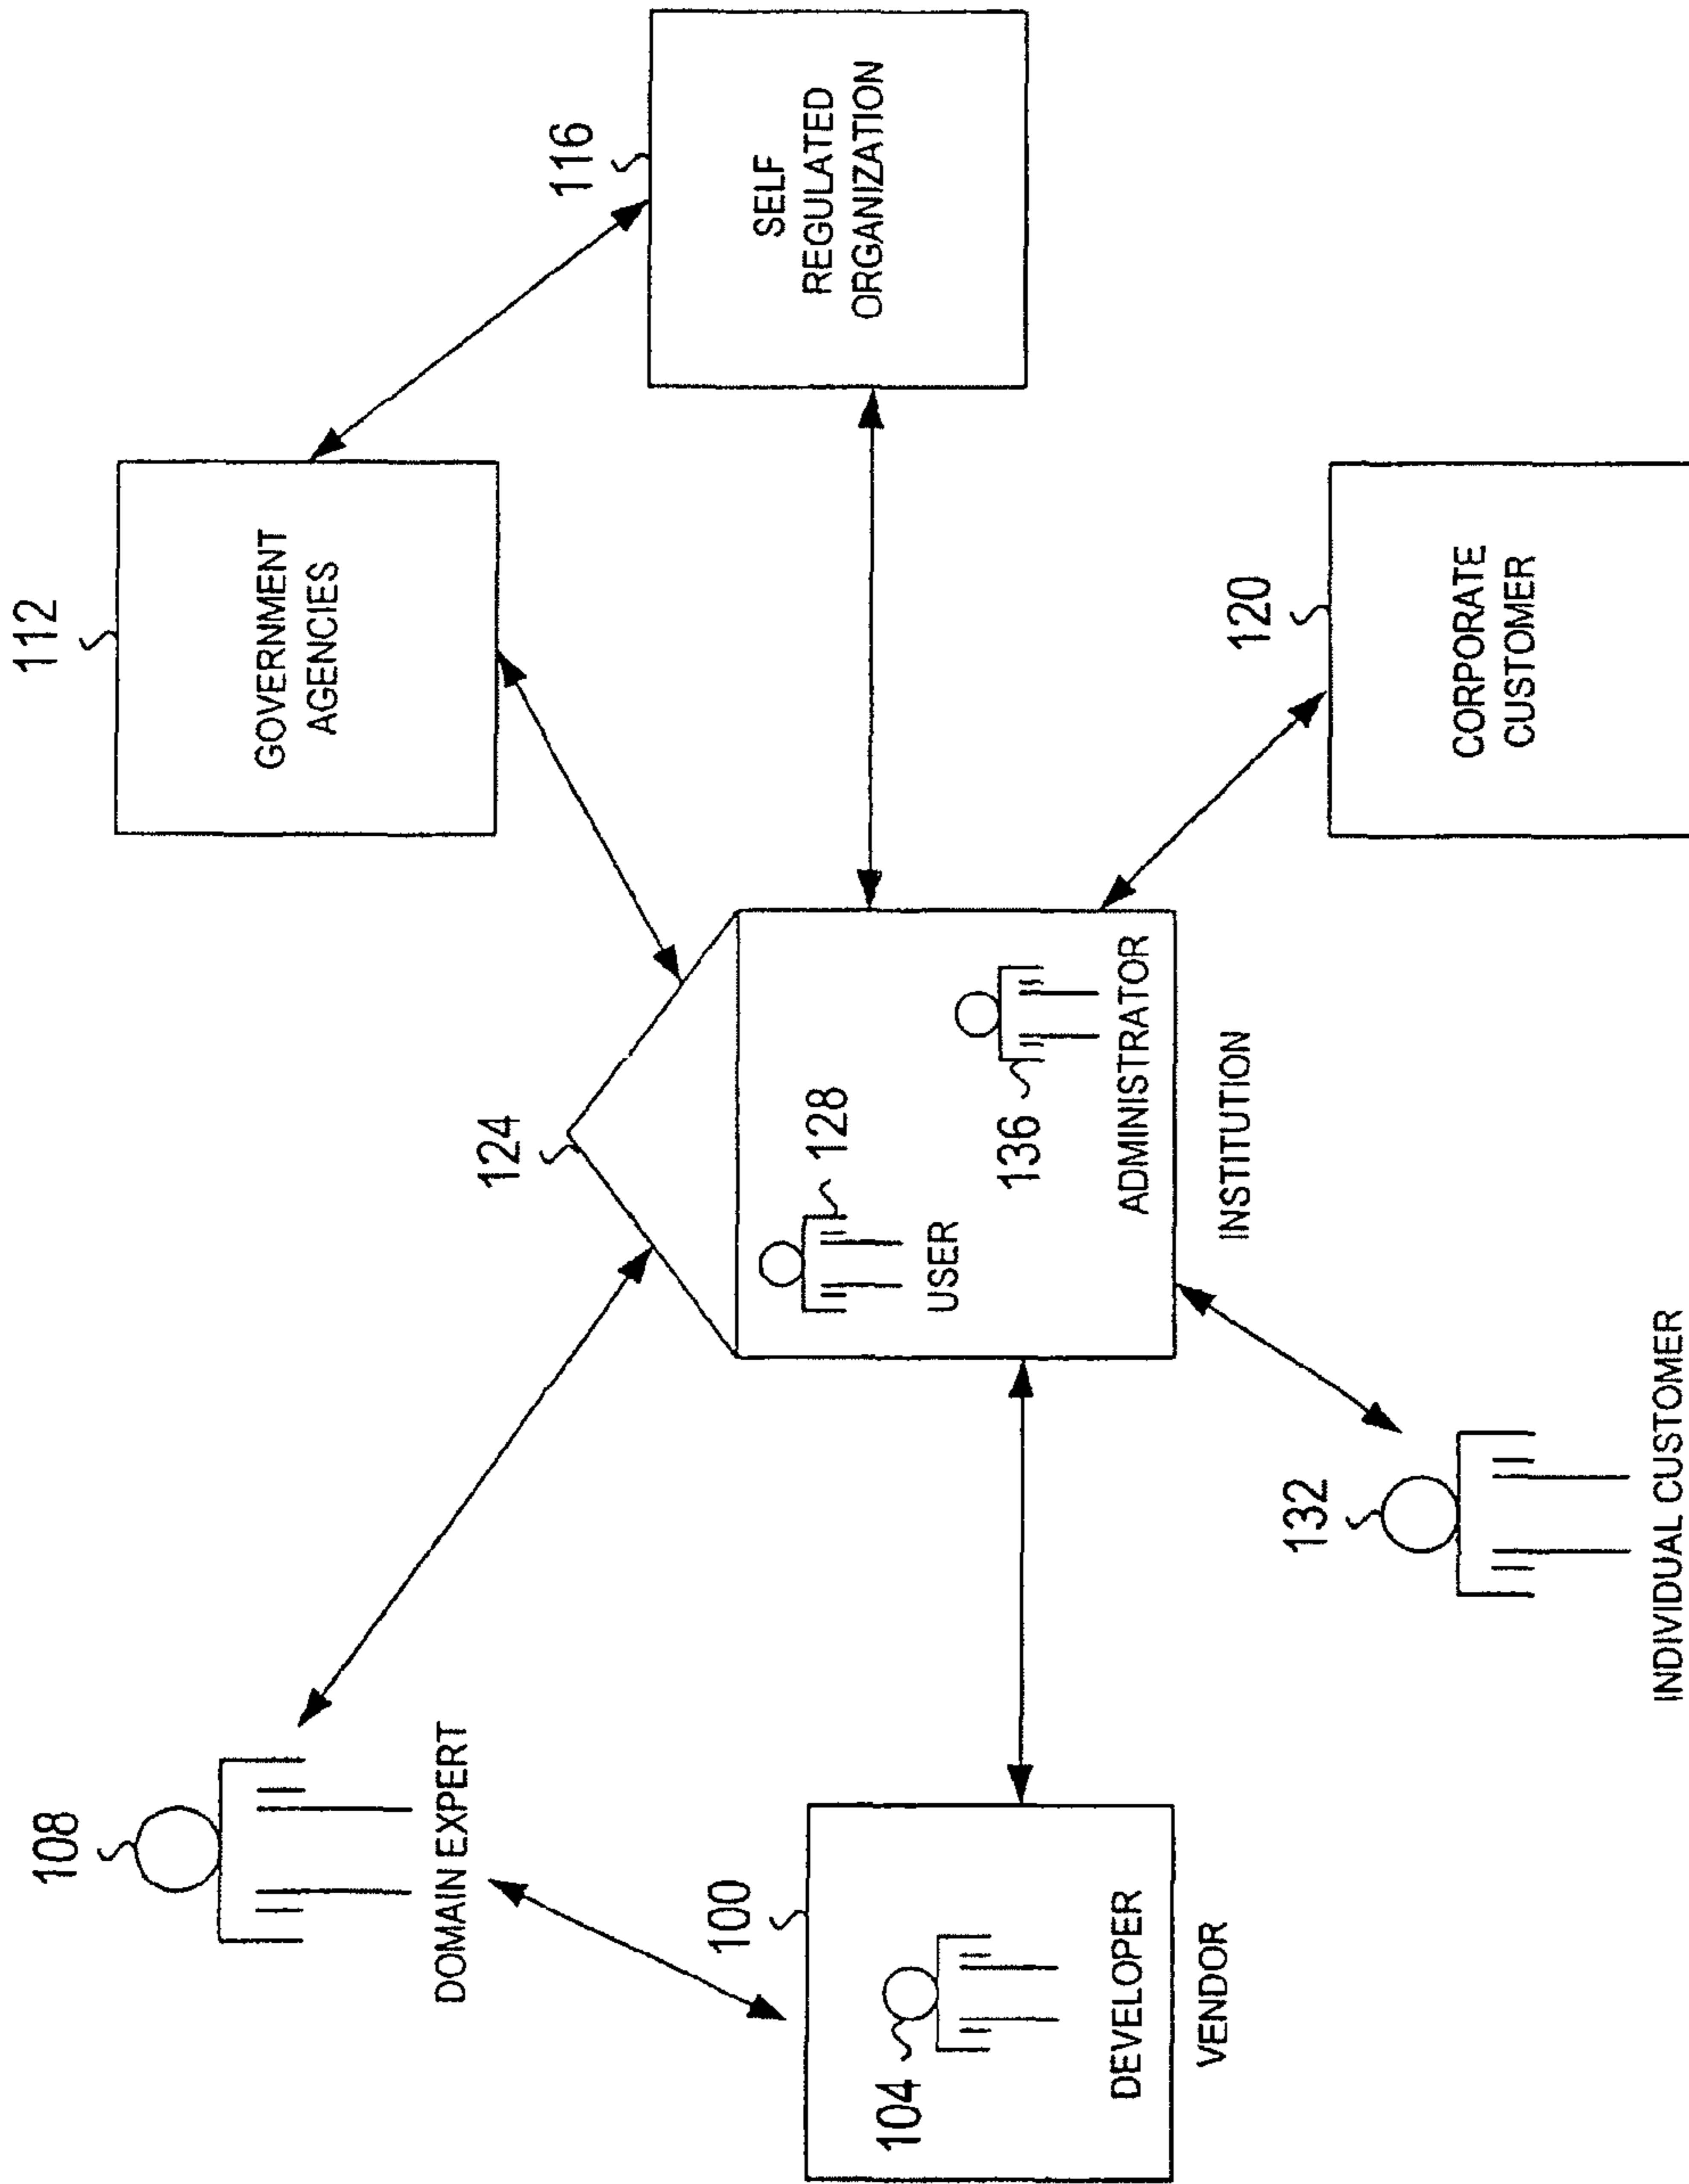 108
DOMAIN EXPERT
112
GOVERNMENT
AGENCIES
124
116
SELF
REGULATED
ORGANIZATION
100
104
DEVELOPER
VENDOR
128
USER
136
ADMINISTRATOR
INSTITUTION
132
INDIVIDUAL CUSTOMER
120
CORPORATE
CUSTOMER